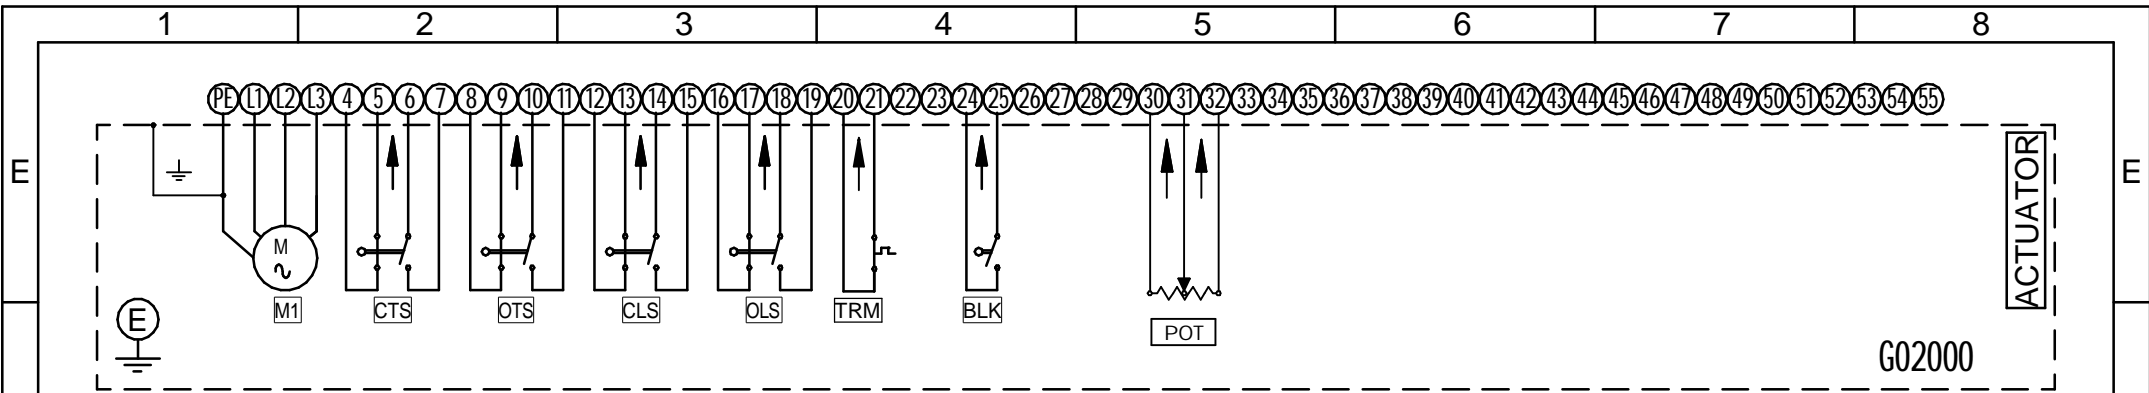 1 2 3 4 5 6 7 8
PE L1 L2 L3 4 5 6 7 8 9 10 11 12 13 14 15 16 17 18 19 20 21 22 23 24 25 26 27 28 29 30 31 32 33 34 35 36 37 38 39 40 41 42 43 44 45 46 47 48 49 50 51 52 53 54 55
E E
ACTUATOR
M
M1 CTS OTS CLS OLS TRM BLK
E
POT
G02000